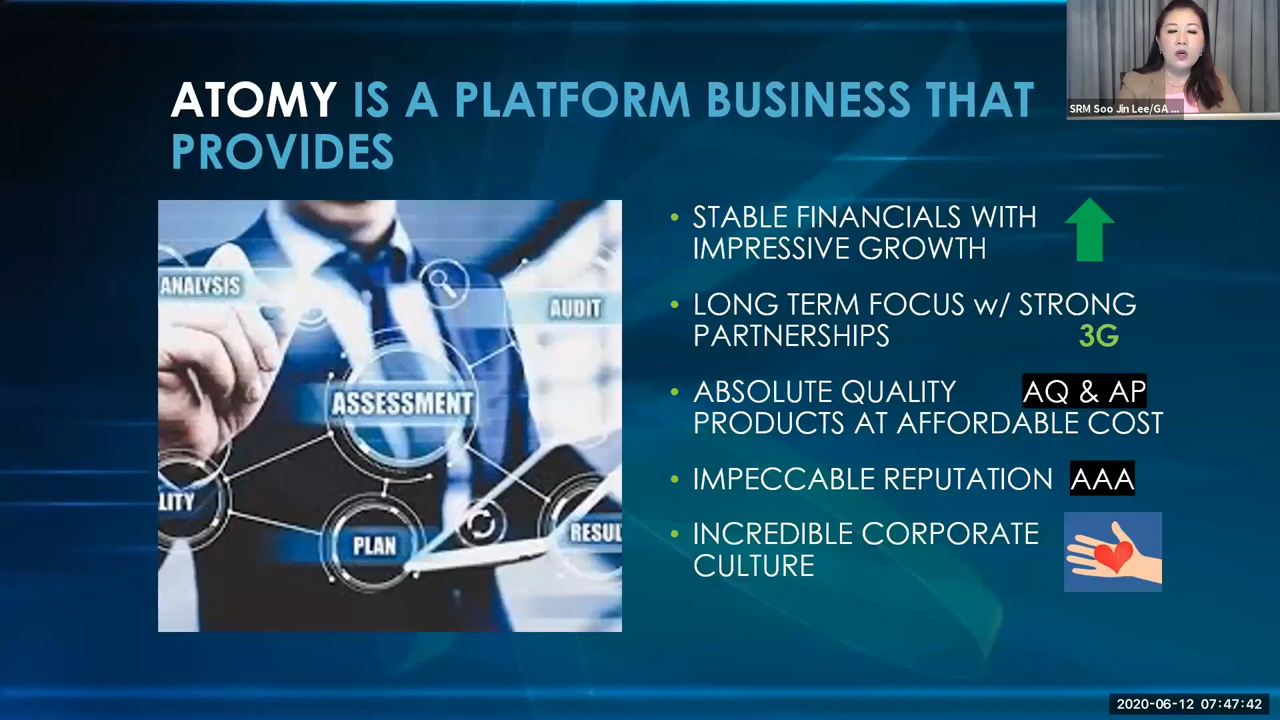 SRM Soo Jin Lee/GA ...
ATOMY IS A PLATFORM BUSINESS THAT
PROVIDES
ANALYSIS
AUDIT
ASSESSMENT
LITY
PLAN
RESUL
• STABLE FINANCIALS WITH
IMPRESSIVE GROWTH
• LONG TERM FOCUS w/ STRONG
PARTNERSHIPS 3G
• ABSOLUTE QUALITY AQ & AP
PRODUCTS AT AFFORDABLE COST
• IMPECCABLE REPUTATION AAA
• INCREDIBLE CORPORATE
CULTURE
2020-06-12 07:47:42